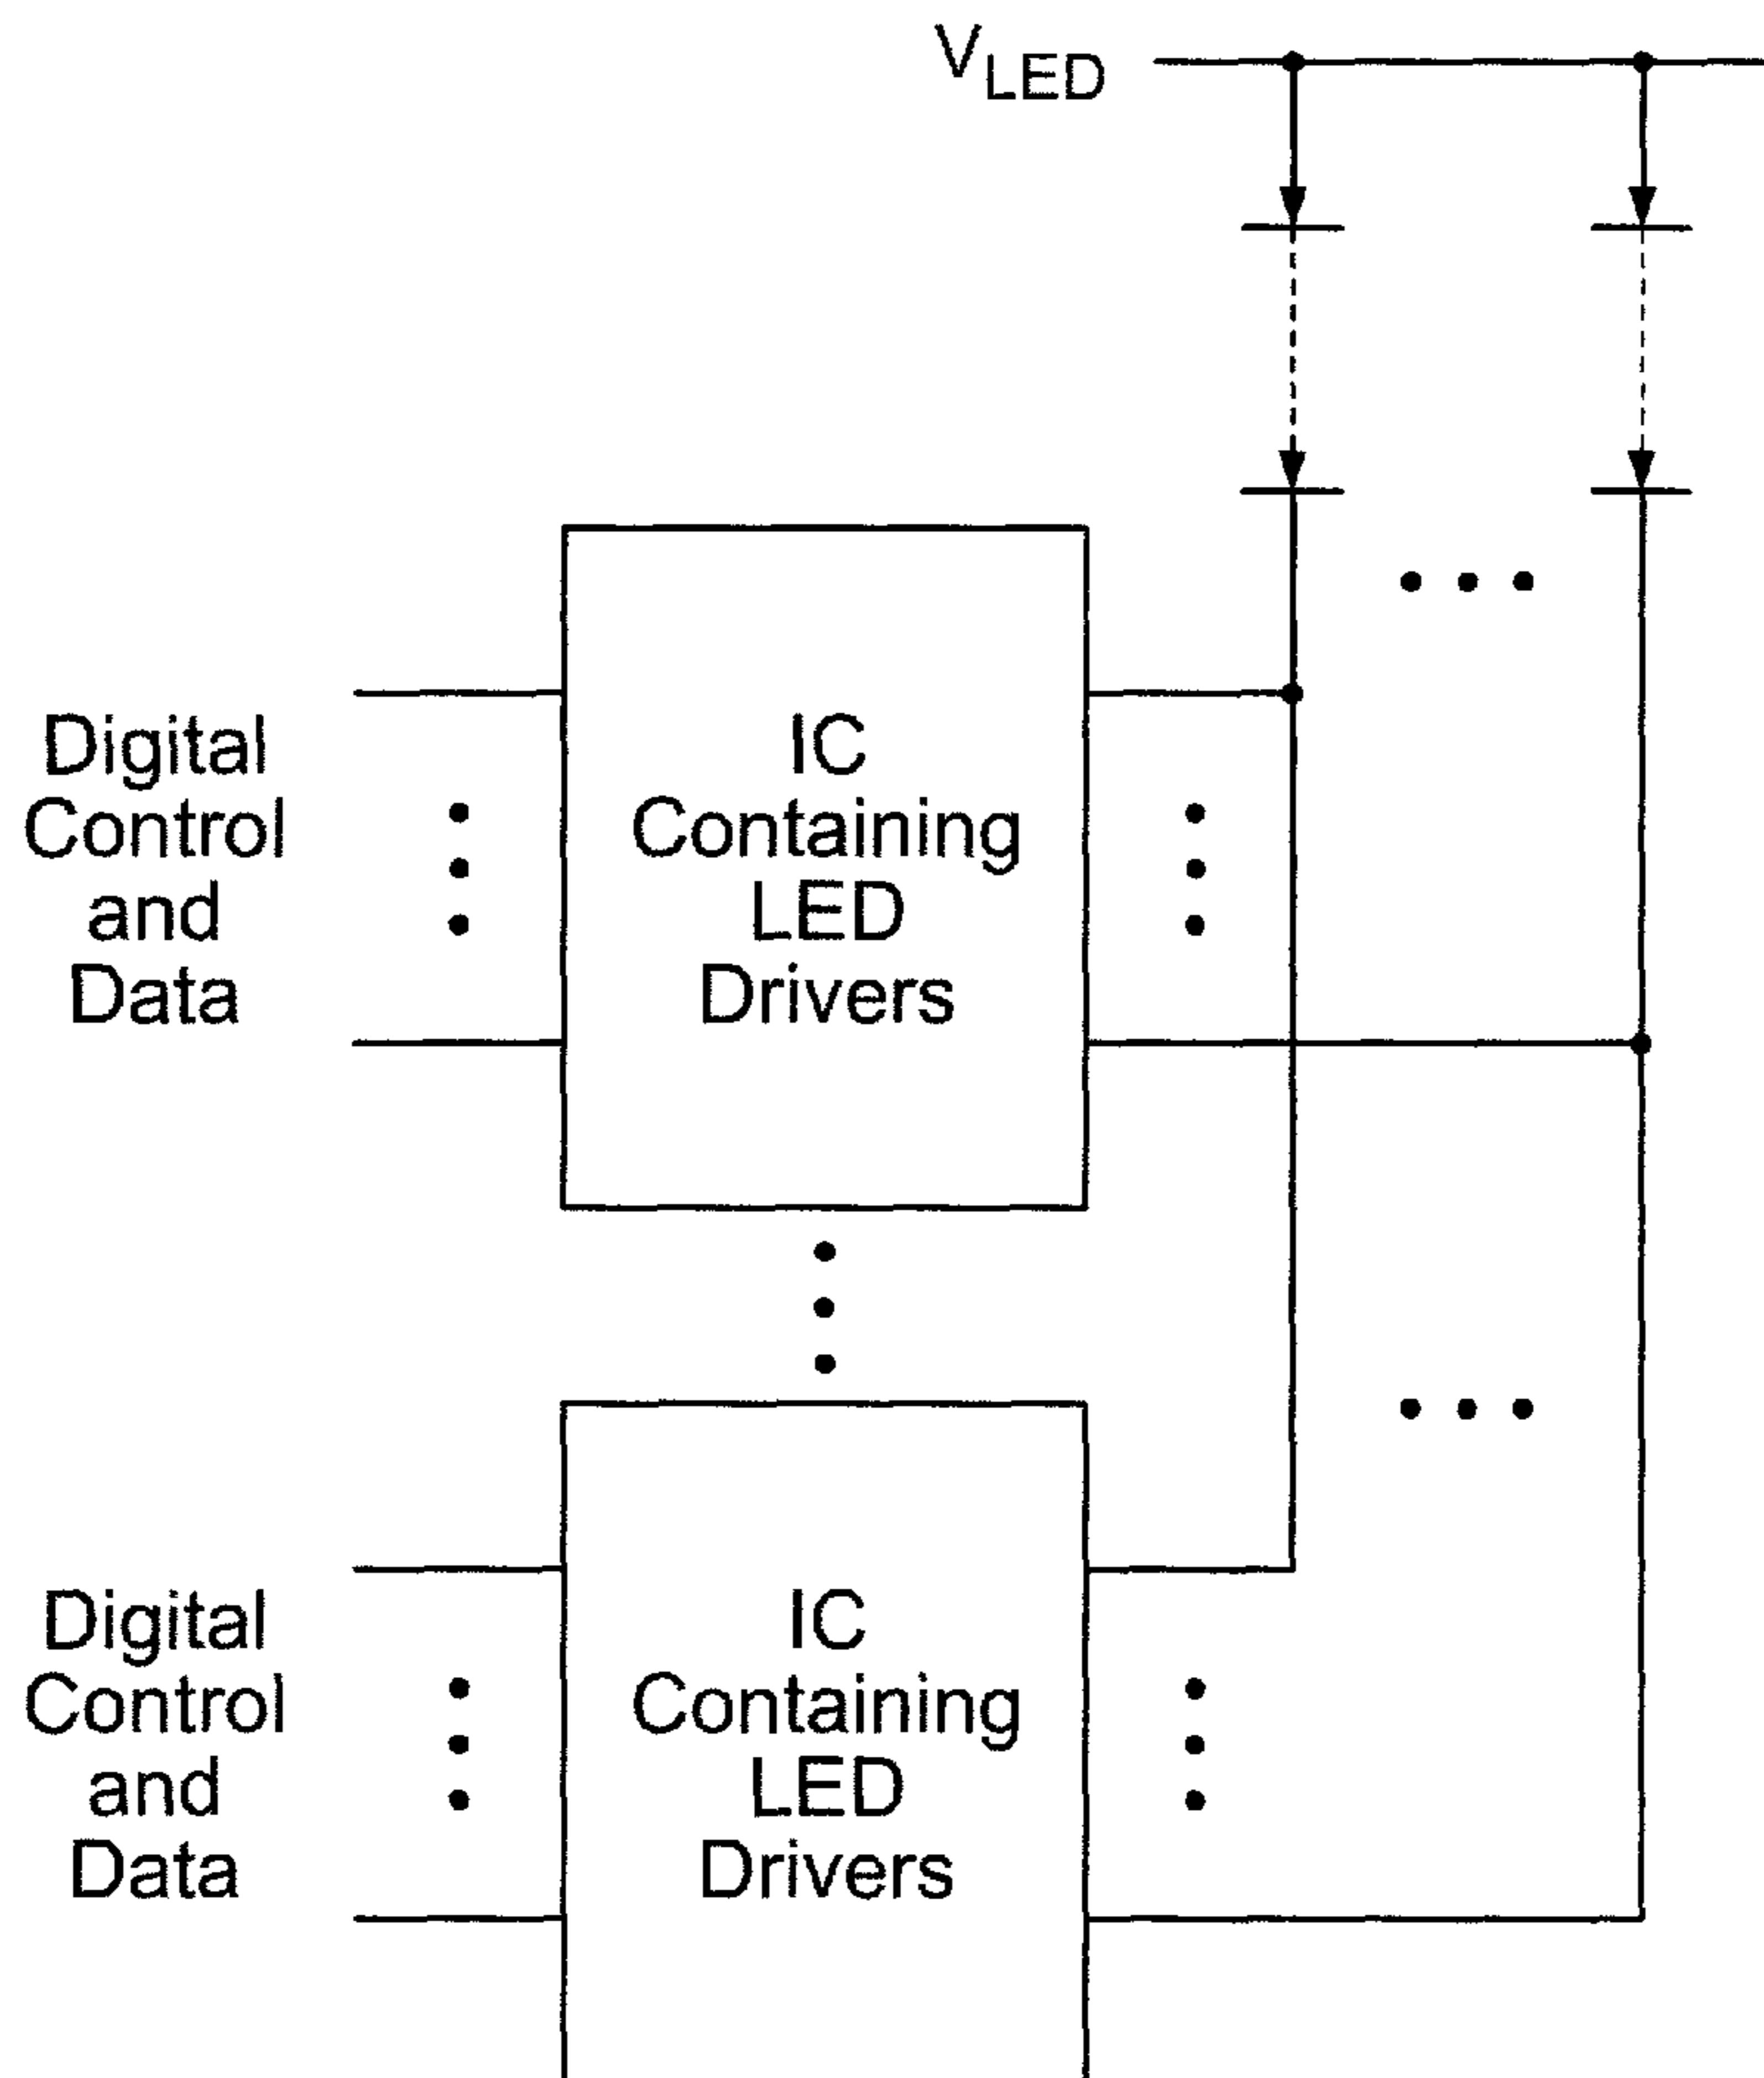 VLED
Digital
Control
and
Data
IC
Containing
LED
Drivers
Digital
Control
and
Data
IC
Containing
LED
Drivers